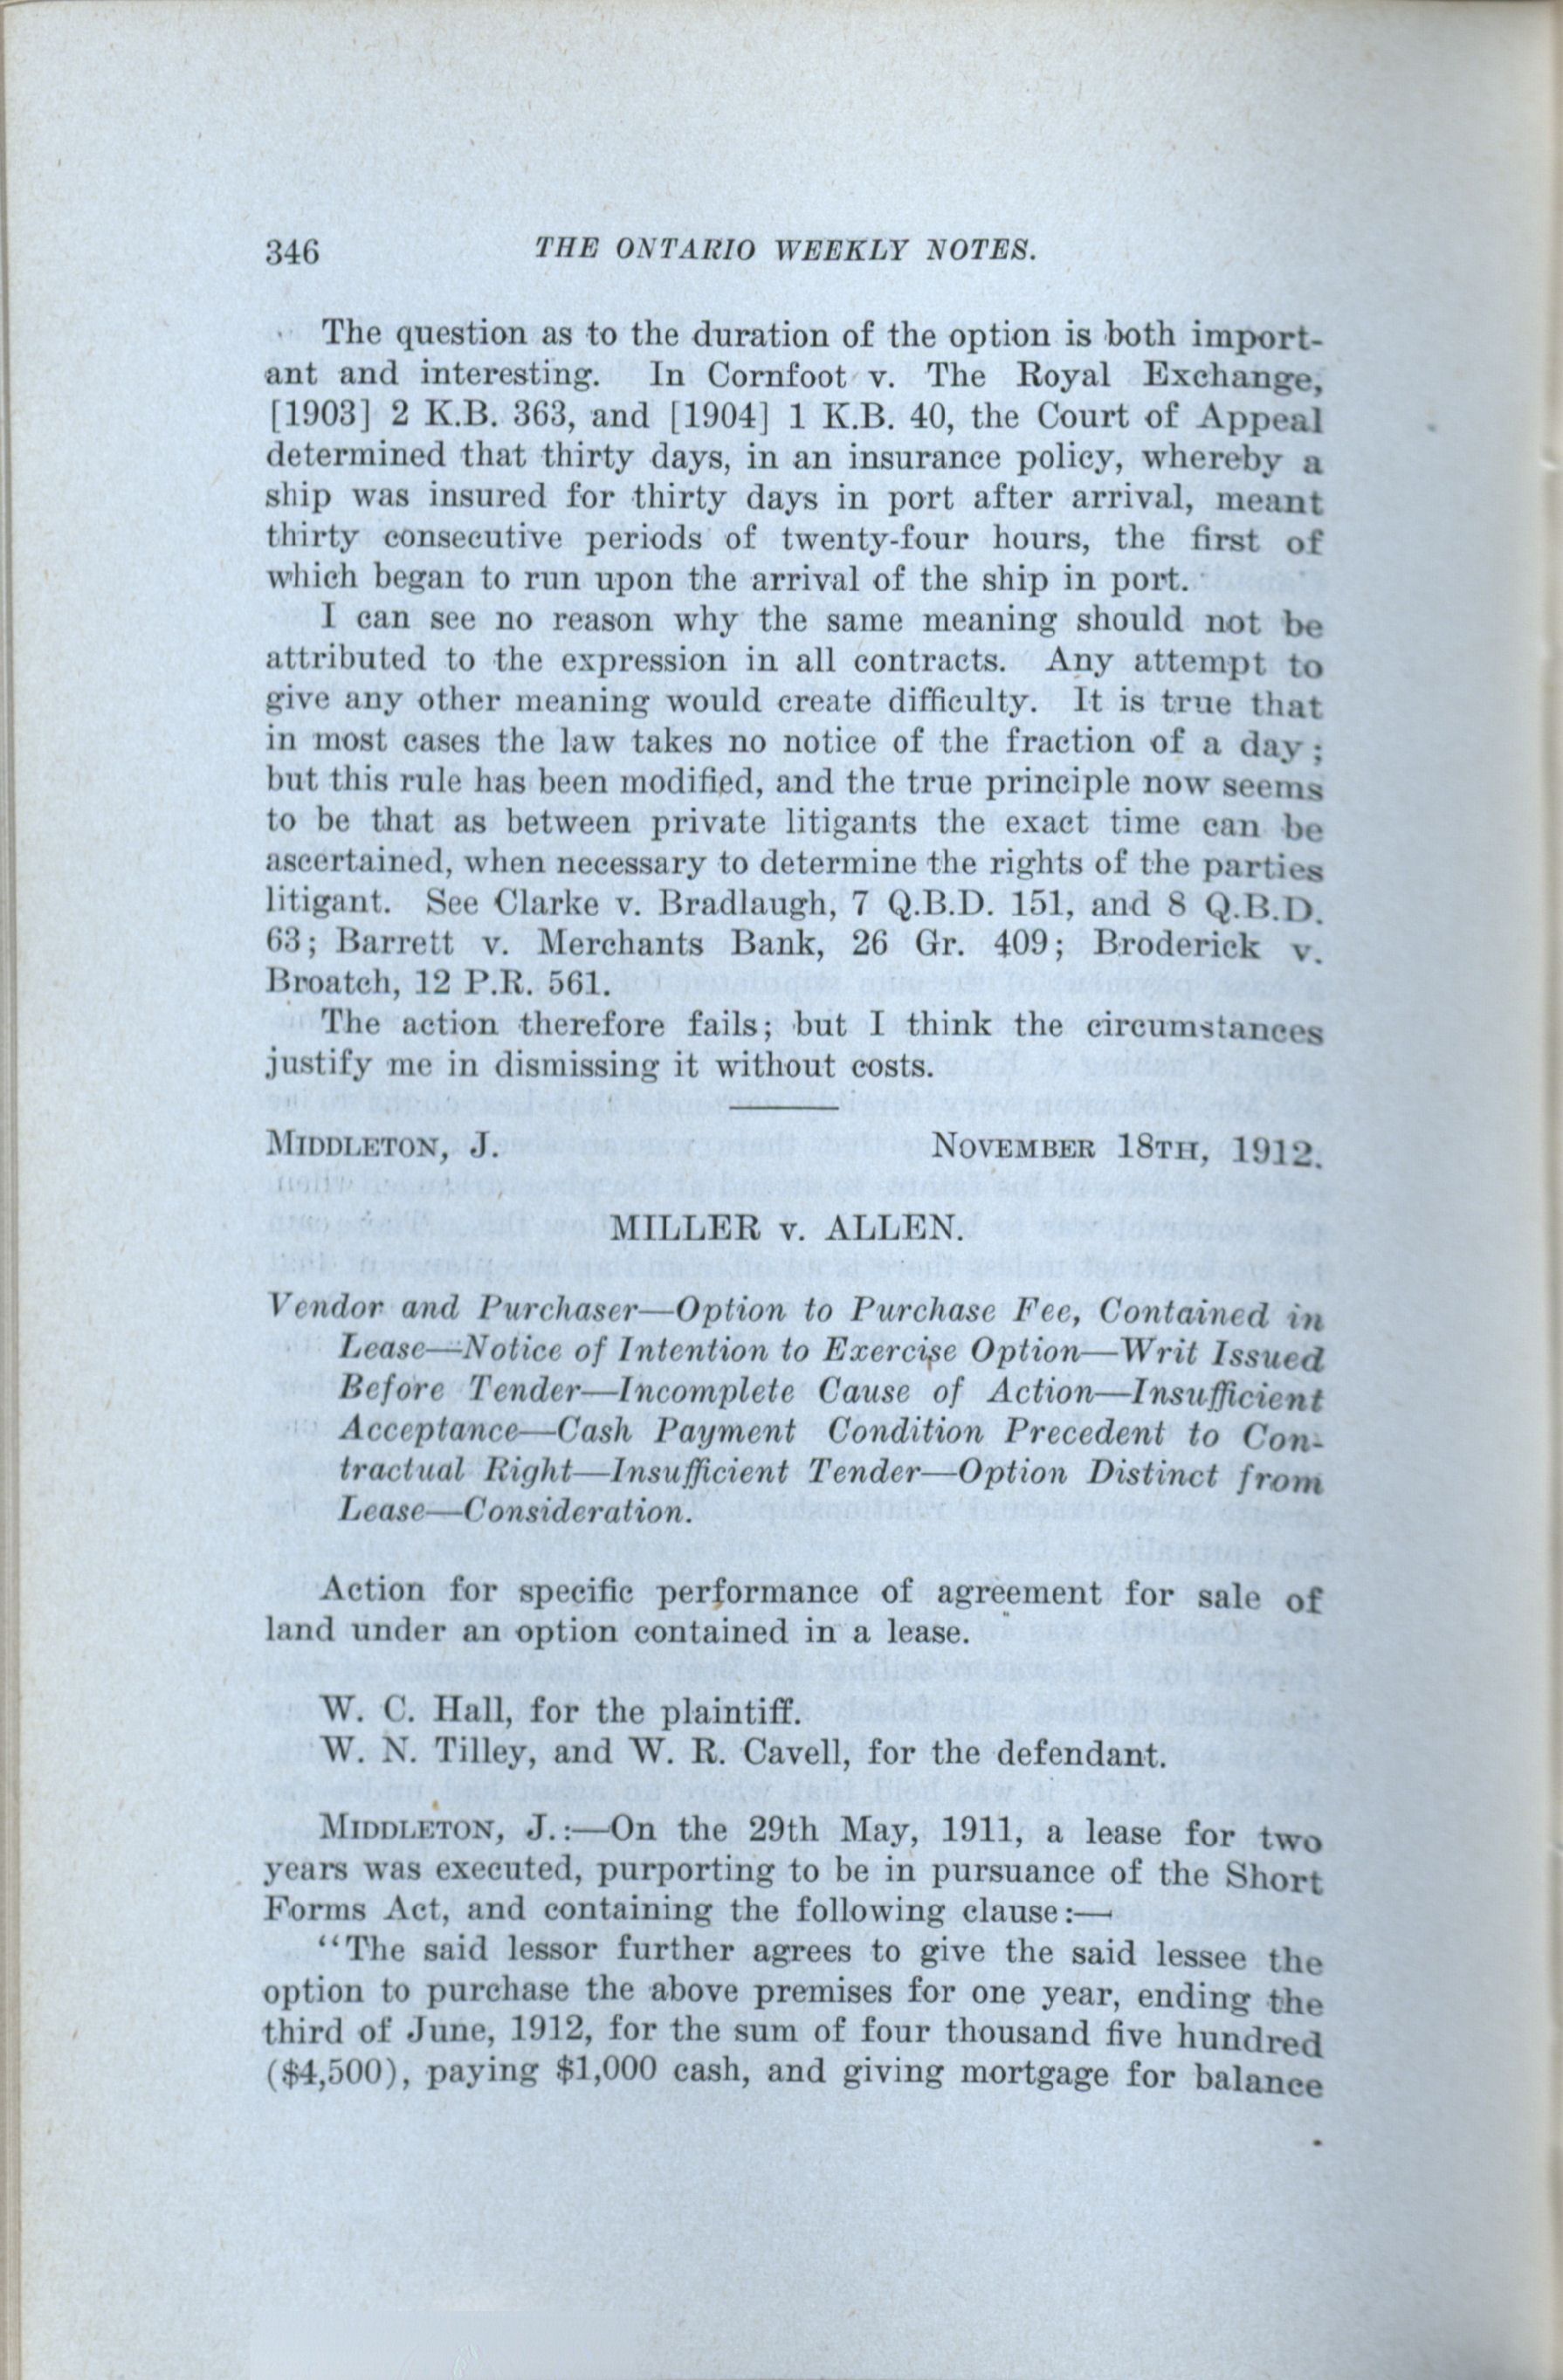 346 THE ONTARIO WEEKLY NOTES.
The question as to the duration of the option is both import-
ant and interesting. In Cornfoot v. The Royal Exchange,
[1903] 2 K.B. 363, and [1904] 1 K.B. 40, the Court of Appeal
determined that thirty days, in an insurance policy, whereby a
ship was insured for thirty days in port after arrival, meant
thirty consecutive periods of twenty-four hours, the first of
which began to run upon the arrival of the ship in port.
I can see no reason why the same meaning should not be
attributed to the expression in all contracts. Any attempt to
give any other meaning would create difficulty. It is true that
in most cases the law takes no notice of the fraction of a day;
but this rule has been modified, and the true principle now seems
to be that as between private litigants the exact time can be
ascertained, when necessary to determine the rights of the parties
litigant. See Clarke v. Bradlaugh, 7 Q.B.D. 151, and 8 Q.B.D.
63; Barrett v. Merchants Bank, 26 Gr. 409; Broderick v.
Broatch, 12 P.R. 561.
The action therefore fails; but I think the circumstances
justify me in dismissing it without costs.
MIDDLETON, J. NOVEMBER 18TH, 1912.
MILLER v. ALLEN.
Vendor and Purchaser—Option to Purchase Fee, Contained in
Lease—Notice of Intention to Exercise Option—Writ Issued
Before Tender—Incomplete Cause of Action—Insufficient
Acceptance—Cash Payment Condition Precedent to Con-
tractual Right—Insufficient Tender—Option Distinct from
Lease—Consideration.
Action for specific performance of agreement for sale of
land under an option contained in a lease.
W. C. Hall, for the plaintiff.
W. N. Tilley, and W. R. Cavell, for the defendant.
MIDDLETON, J.:—On the 29th May, 1911, a lease for two
years was executed, purporting to be in pursuance of the Short
Forms Act, and containing the following clause:—
"The said lessor further agrees to give the said lessee the
option to purchase the above premises for one year, ending the
third of June, 1912, for the sum of four thousand five hundred
($4,500), paying $1,000 cash, and giving mortgage for balance